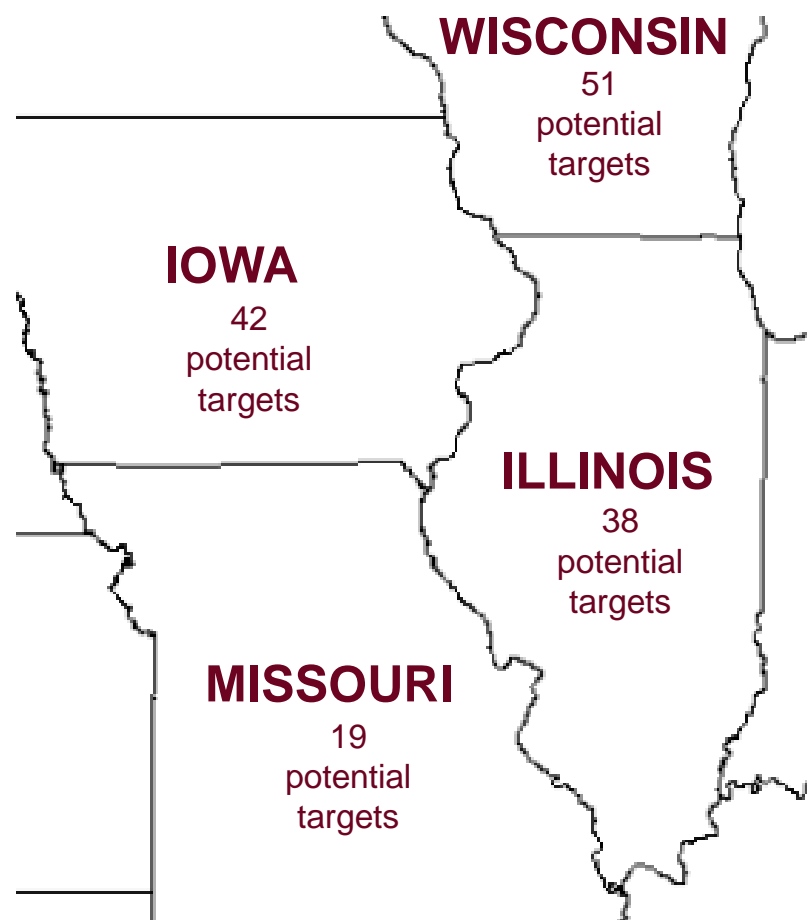 WISCONSIN
51
potential
targets
IOWA
42
potential
targets
ILLINOIS
38
potential
targets
MISSOURI
19
potential
targets